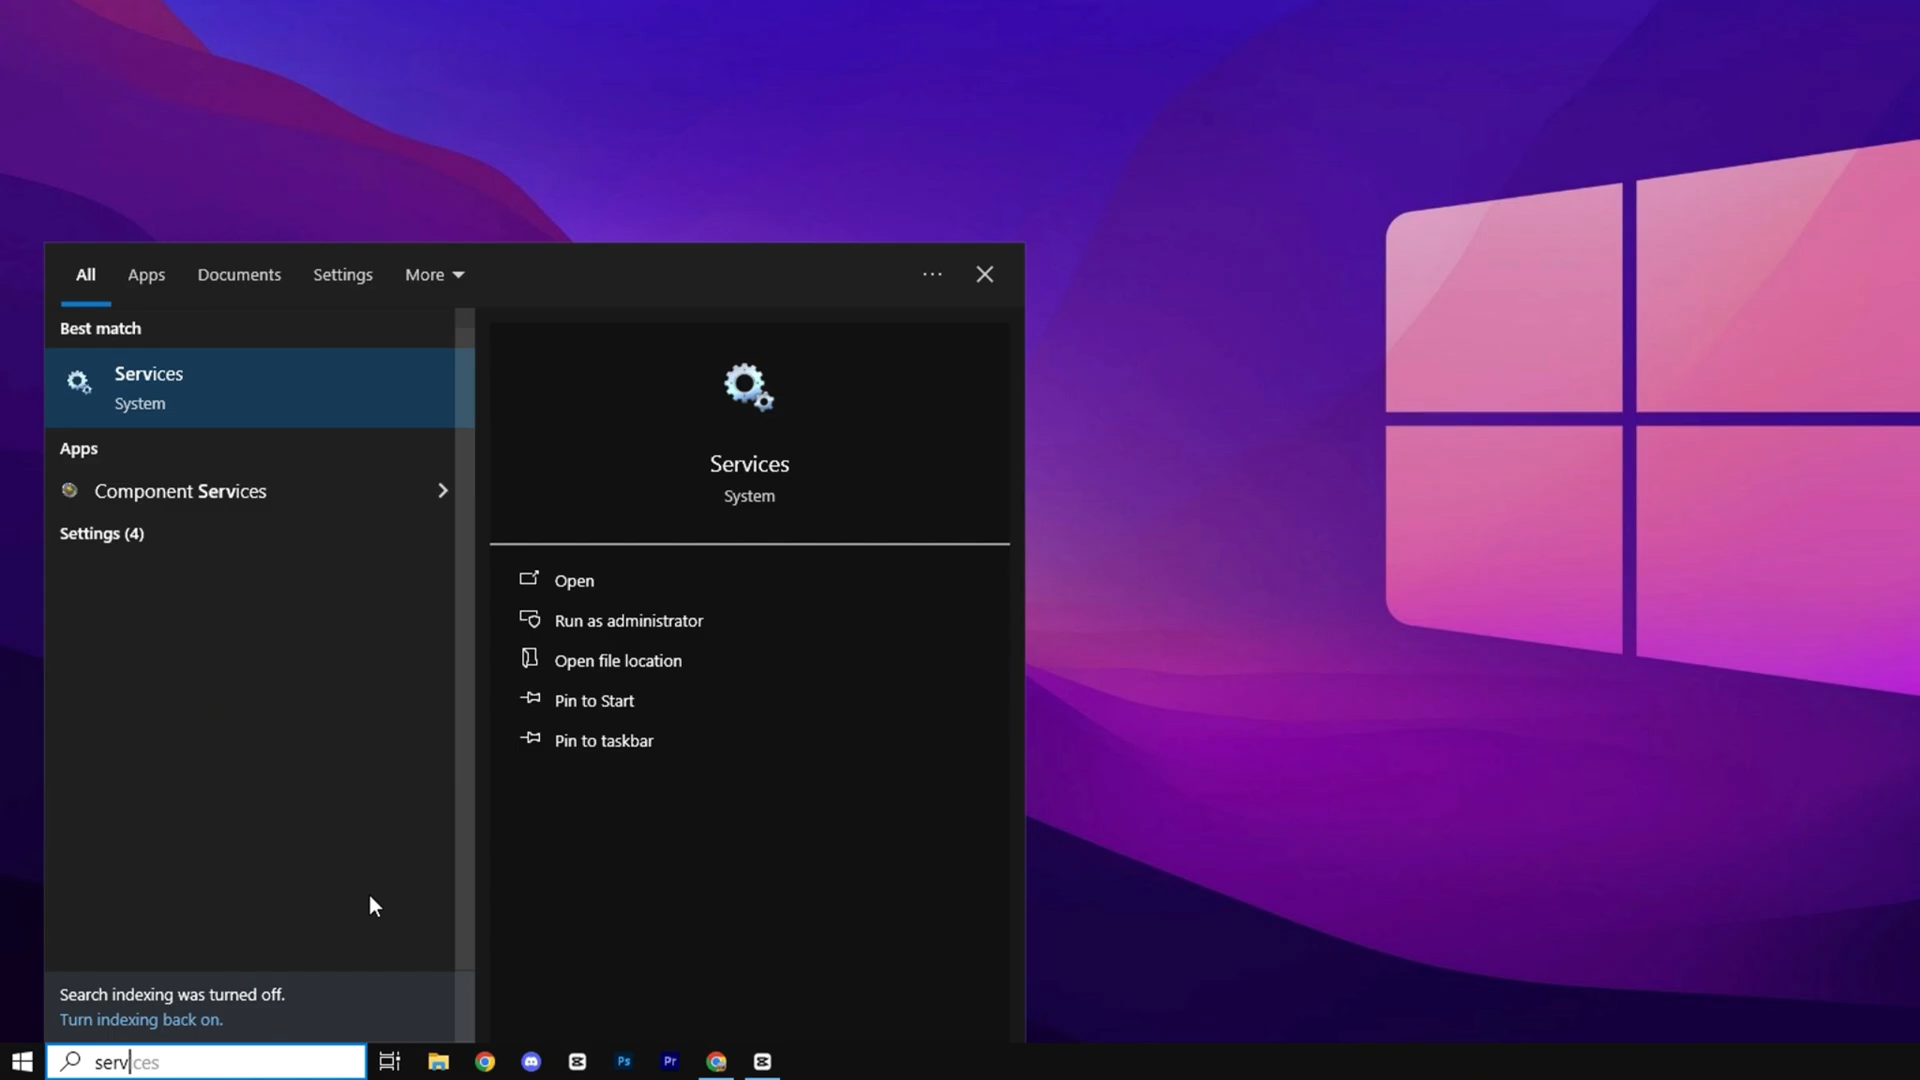 All Apps Documents Settings More
Best match
Services
System
Apps
Component Services
Settings (4)
Services
System
Open
Run as administrator
Open file location
Pin to Start
Pin to taskbar
Search indexing was turned off.
Turn indexing back on.
services
Ps Pr